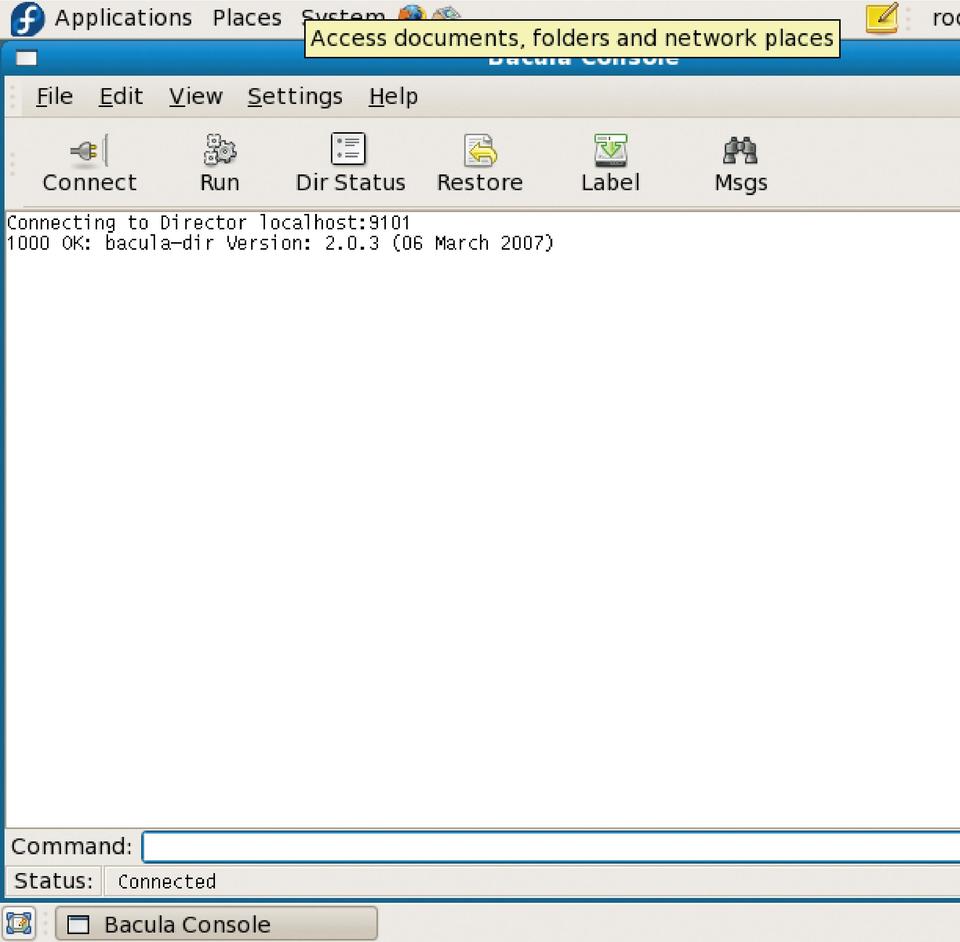 Applications Places System
Access documents, folders and network places
Bacula Console
File Edit View Settings Help
Connect Run Dir Status Restore Label Msgs
Connecting to Director localhost:9101
1000 OK: bacula-dir Version: 2.0.3 (06 March 2007)
Command:
Status: Connected
Bacula Console